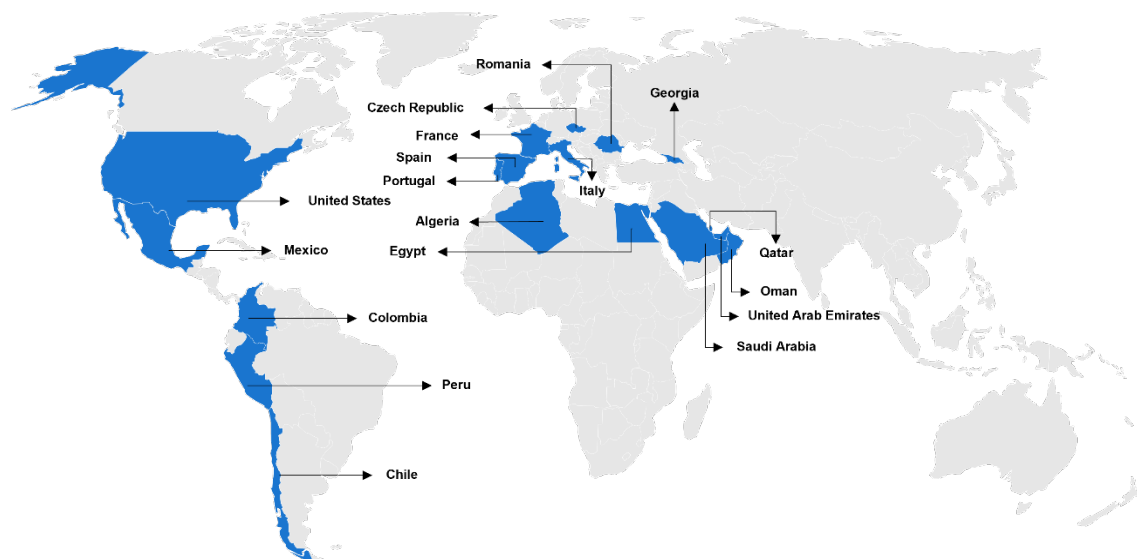 Romania
Georgia
Czech Republic
France
Spain
Portugal
Italy
United States
Algeria
Mexico
Egypt
Qatar
Oman
United Arab Emirates
Colombia
Saudi Arabia
Peru
Chile